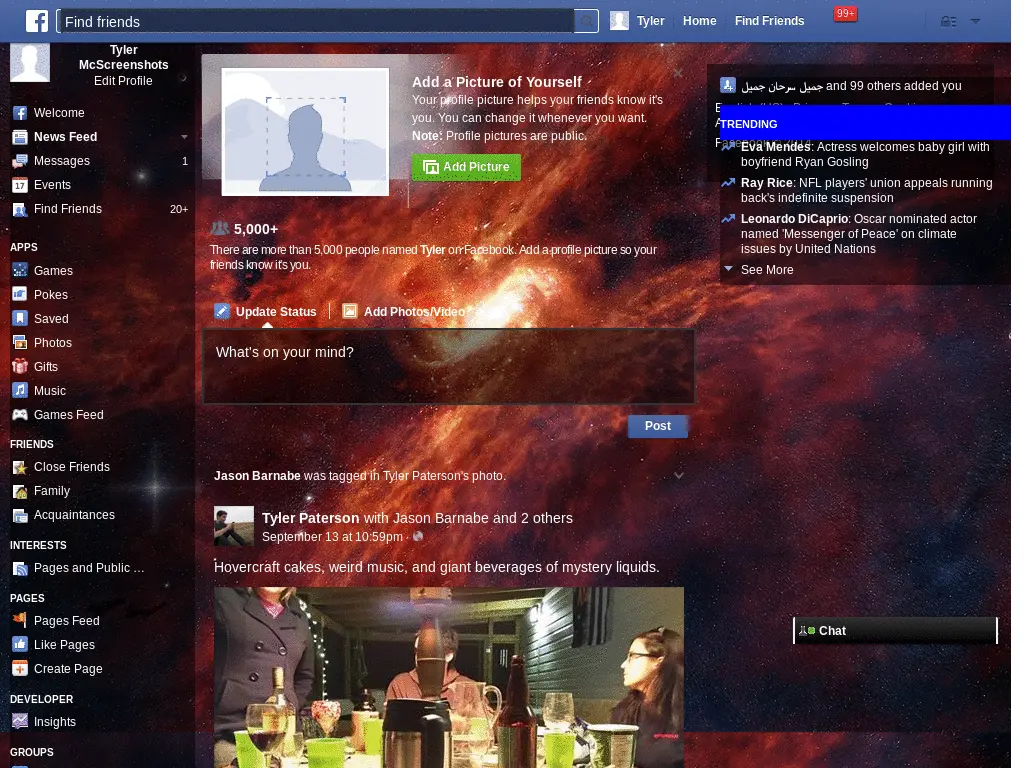 Find friends
Tyler
Home
Find Friends
99+
Tyler
McScreenshots
Edit Profile
Welcome
News Feed
Messages 1
Events
17
Find Friends 20+
APPS
Games
Pokes
Saved
Photos
Gifts
Music
Games Feed
FRIENDS
Close Friends
Family
Acquaintances
INTERESTS
Pages and Public ...
PAGES
Pages Feed
Like Pages
Create Page
DEVELOPER
Insights
GROUPS
Add a Picture of Yourself
Your profile picture helps your friends know it's
you. You can change it whenever you want.
Note: Profile pictures are public.
Add Picture
5,000+
There are more than 5,000 people named Tyler on Facebook. Add a profile picture so your
friends know it's you.
Update Status
Add Photos/Video
What's on your mind?
Post
Jason Barnabe was tagged in Tyler Paterson's photo.
Tyler Paterson with Jason Barnabe and 2 others
September 13 at 10:59pm ·
Hovercraft cakes, weird music, and giant beverages of mystery liquids.
جميل سرحان جميل and 99 others added you
TRENDING
Eva Mendes: Actress welcomes baby girl with
boyfriend Ryan Gosling
Ray Rice: NFL players' union appeals running
back's indefinite suspension
Leonardo DiCaprio: Oscar nominated actor
named 'Messenger of Peace' on climate
issues by United Nations
See More
Chat